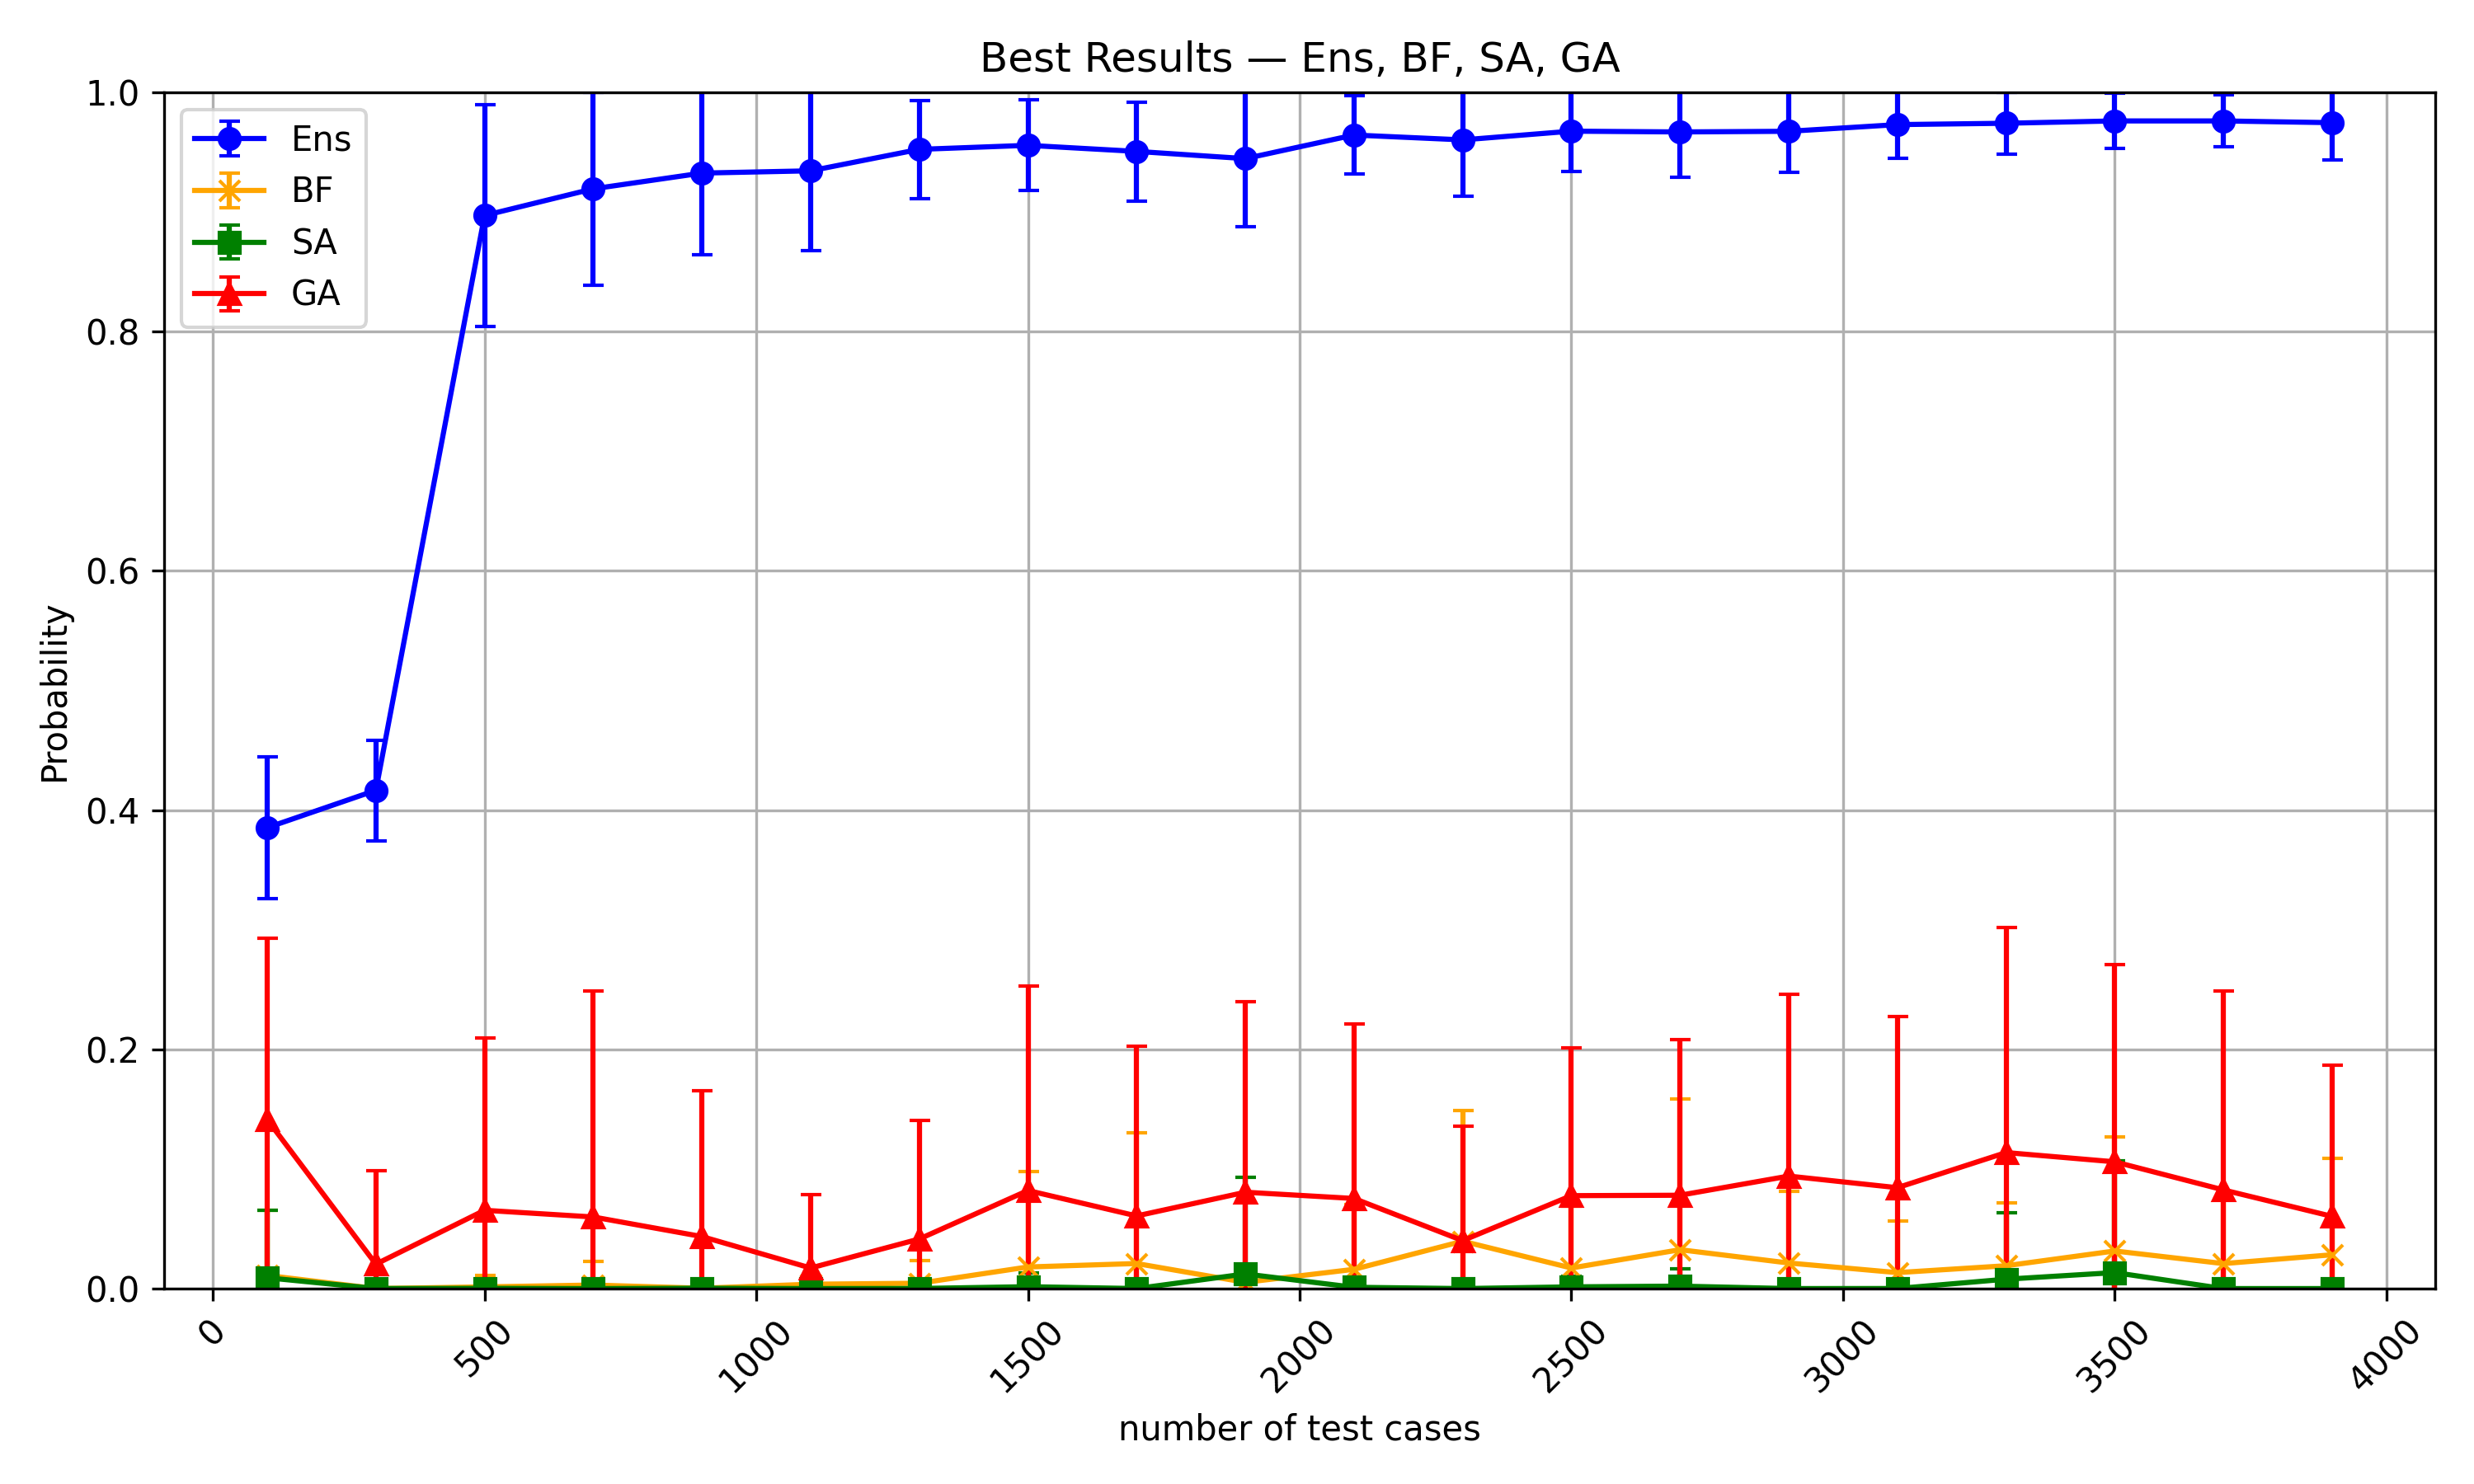 Best Results — Ens, BF, SA, GA
1.0
0.8
0.6
0.4
0.2
0.0
Probability
Ens
BF
SA
GA
0
500
1000
1500
2000
2500
3000
3500
4000
number of test cases